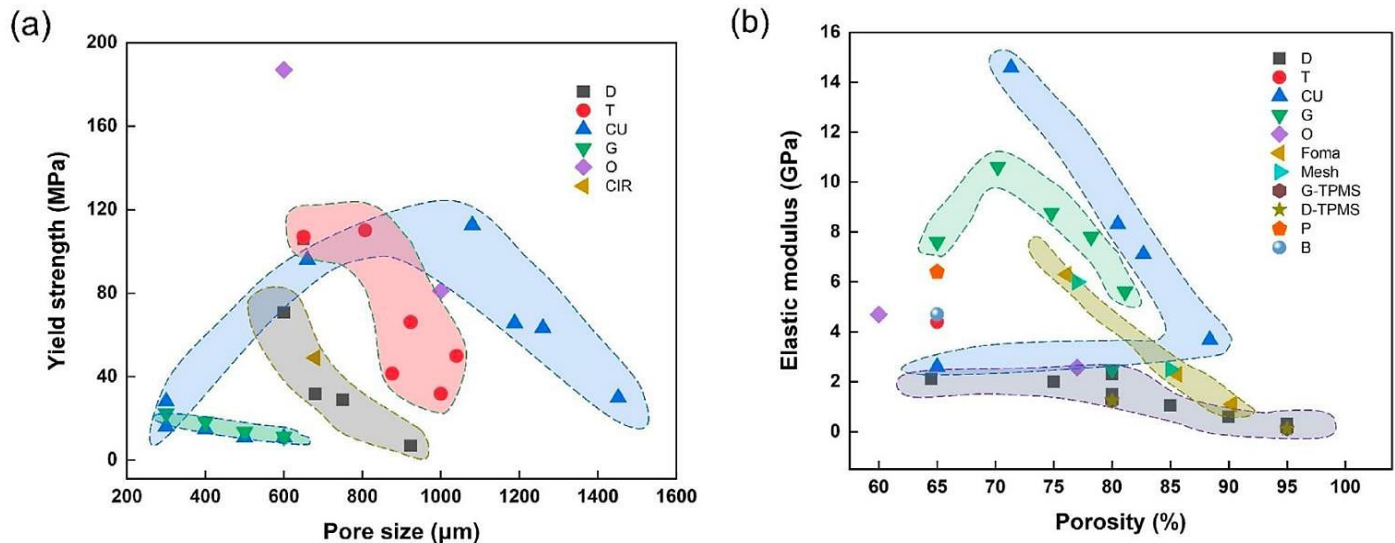 (a)
200
160
120
80
40
0
Yield strength (MPa)
D
T
CU
G
O
CIR
200 400 600 800 1000 1200 1400 1600
Pore size (μm)
(b)
16
14
12
10
8
6
4
2
0
Elastic modulus (GPa)
D
T
CU
G
O
Foma
Mesh
G-TPMS
D-TPMS
P
B
60 65 70 75 80 85 90 95 100
Porosity (%)